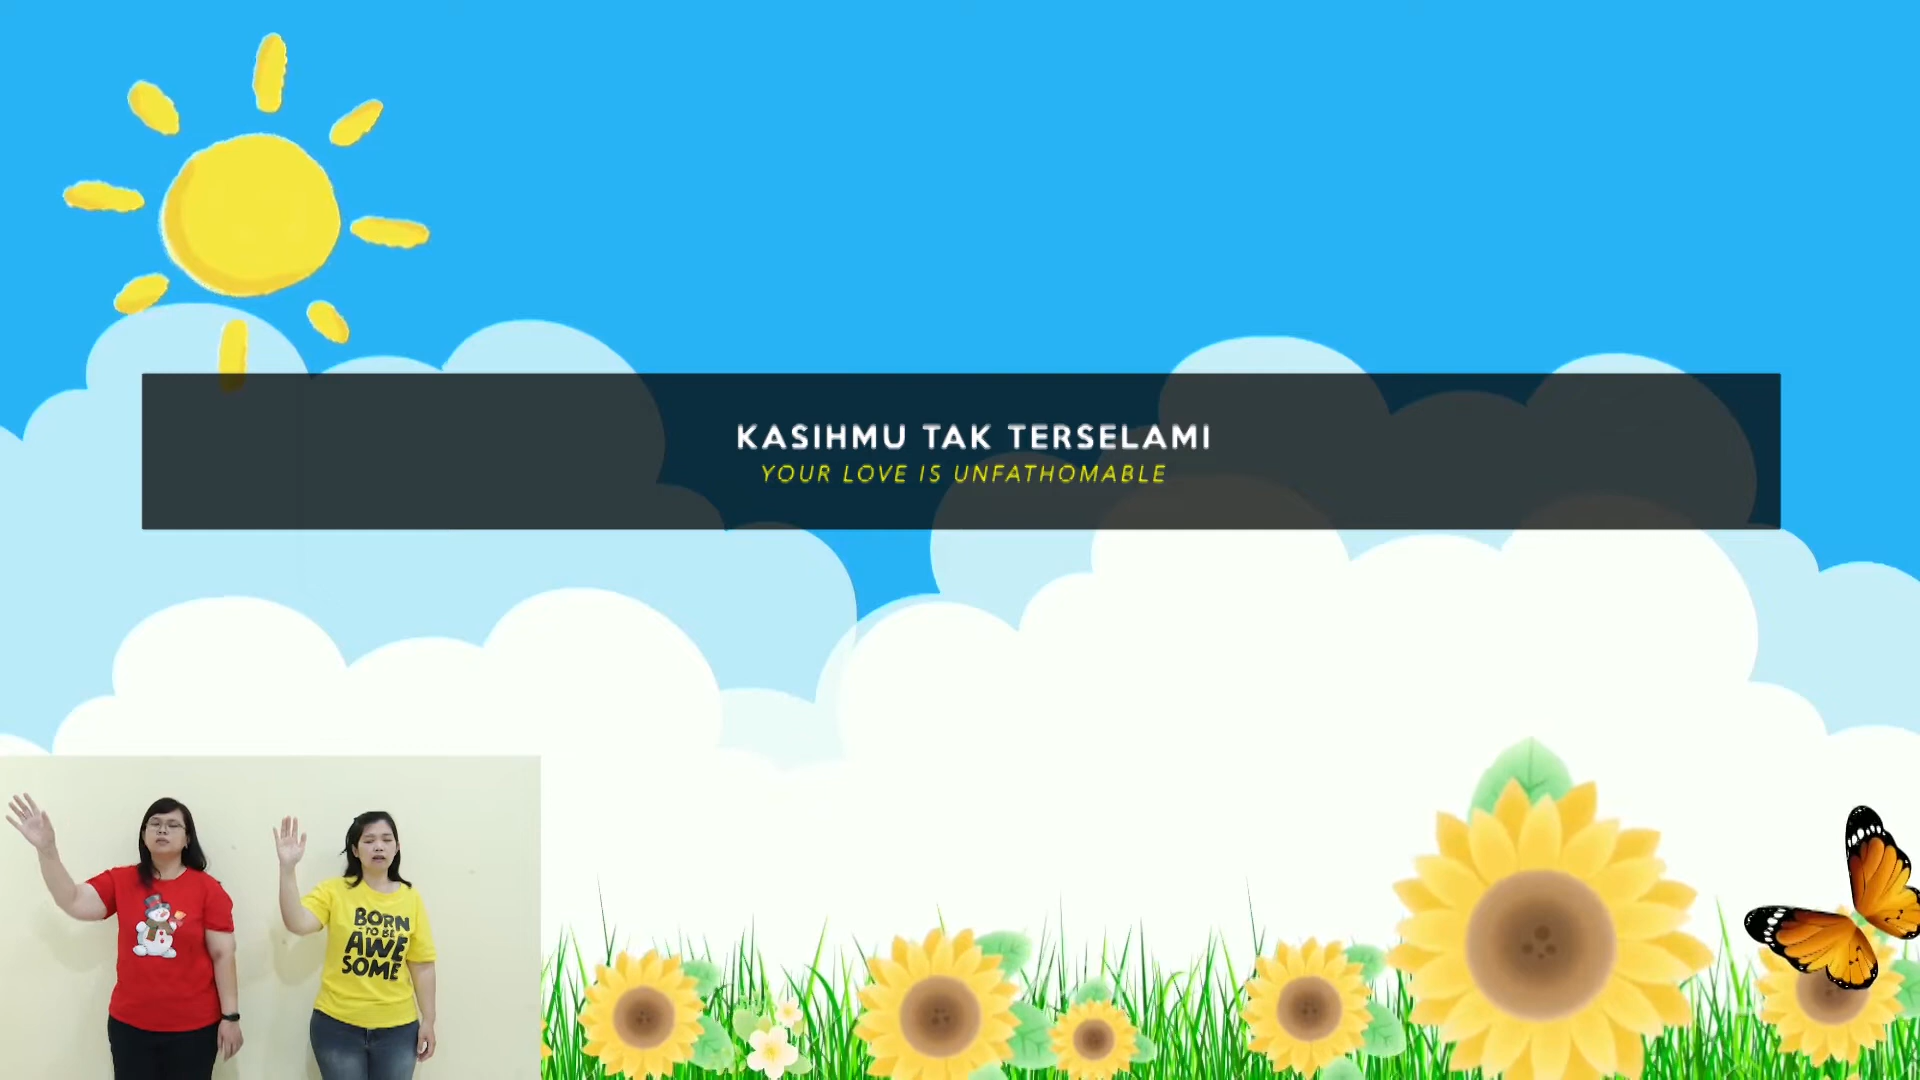 KASIHMU TAK TERSELAMI
YOUR LOVE IS UNFATHOMABLE
BORN
TO BE
AWE
SOME